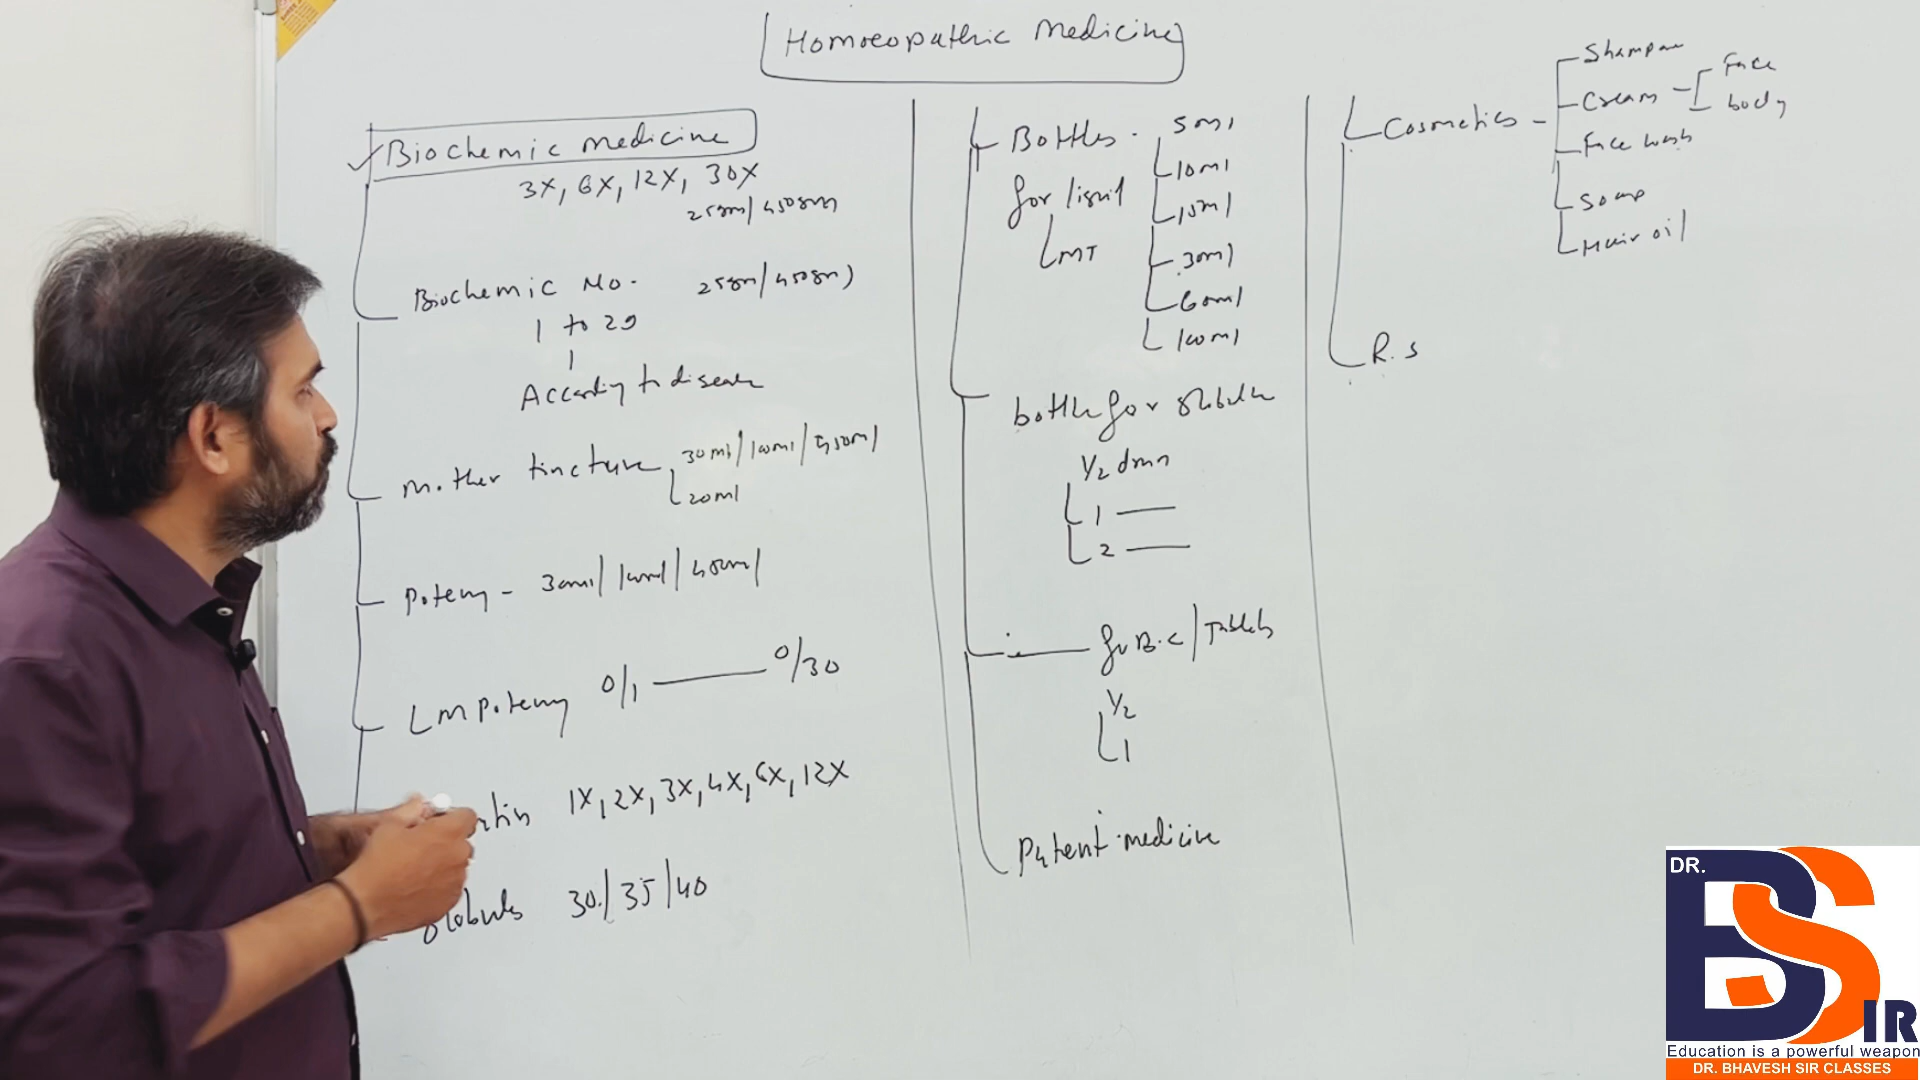 Homoeopathic Medicine
Biochemic medicine
3X, 6X, 12X, 30X
25gm/450gm
Biochemic No. 25gm/450gm
1 to 29
According to disease
Mother tincture 30ml/100ml/450ml
20ml
Potency - 30ml/100ml/450ml
LM Potency 0/1 — 0/30
1X, 2X, 3X, 4X, 6X, 12X
Globules 30/35/40
Bottles - 5ml
10ml
for liquid
15ml
MT
30ml
60ml
100ml
bottle for globule
1/2 dram
1 —
2 —
— for B.C/Tablets
1/2
1
Patent medicine
Cosmetics - Shampoo
Cream - Face
body
Face wash
Soap
Hair oil
R.S
DR.
BSIR
Education is a powerful weapon
DR. BHAVESH SIR CLASSES